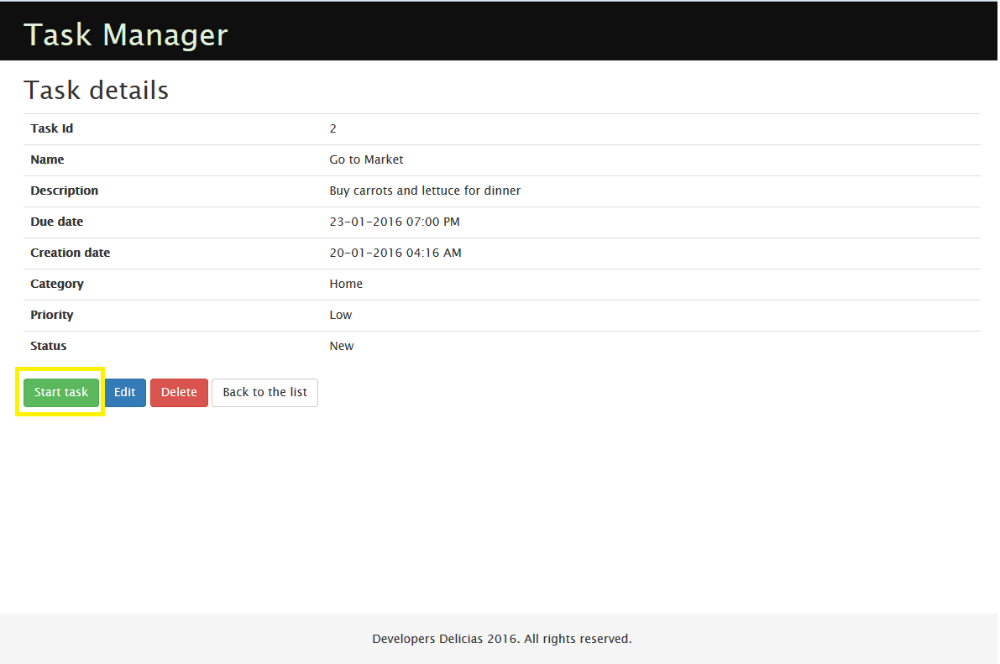 Task Manager
Task details
Task Id 2
Name Go to Market
Description Buy carrots and lettuce for dinner
Due date 23-01-2016 07:00 PM
Creation date 20-01-2016 04:16 AM
Category Home
Priority Low
Status New
Start task Edit Delete Back to the list
Developers Delicias 2016. All rights reserved.